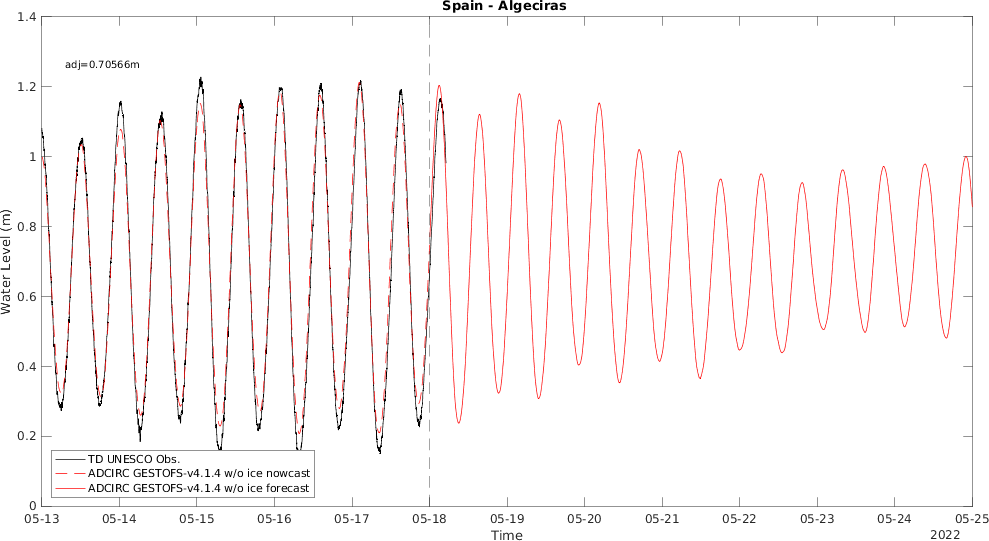 Spain - Algeciras
adj=0.70566m
Water Level (m)
1.4
1.2
1
0.8
0.6
0.4
0.2
0
TD UNESCO Obs.
ADCIRC GESTOFS-v4.1.4 w/o ice nowcast
ADCIRC GESTOFS-v4.1.4 w/o ice forecast
05-13 05-14 05-15 05-16 05-17 05-18 05-19 05-20 05-21 05-22 05-23 05-24 05-25
Time
2022